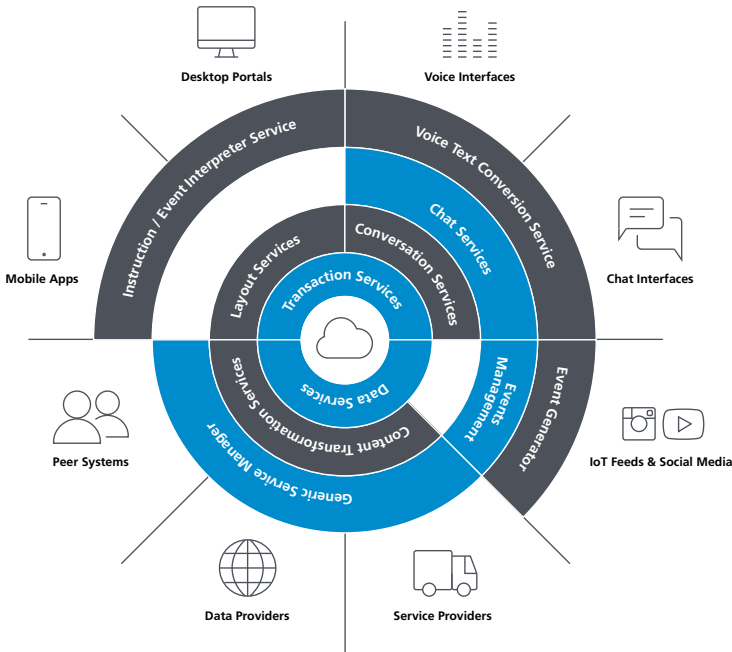 Desktop Portals
Voice Interfaces
Instruction / Event Interpreter Service
Voice Text Conversion Service
Chat Services
Layout Services
Conversation Services
Transaction Services
Mobile Apps
Chat Interfaces
Data Services
Content Transformation Services
Generic Service Manager
Events
Management
Event Generator
Peer Systems
IoT Feeds & Social Media
Data Providers
Service Providers